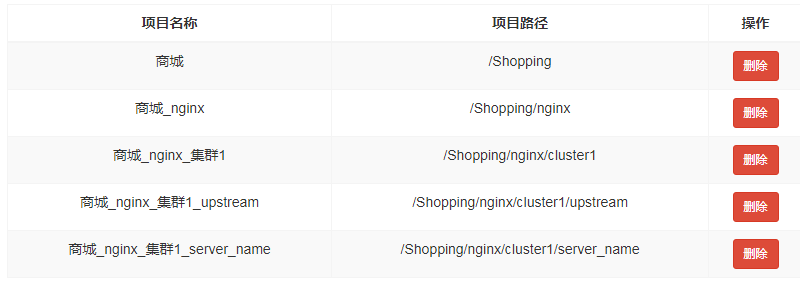 项目名称 项目路径 操作
商城 /Shopping 删除
商城_nginx /Shopping/nginx 删除
商城_nginx_集群1 /Shopping/nginx/cluster1 删除
商城_nginx_集群1_upstream /Shopping/nginx/cluster1/upstream 删除
商城_nginx_集群1_server_name /Shopping/nginx/cluster1/server_name 删除